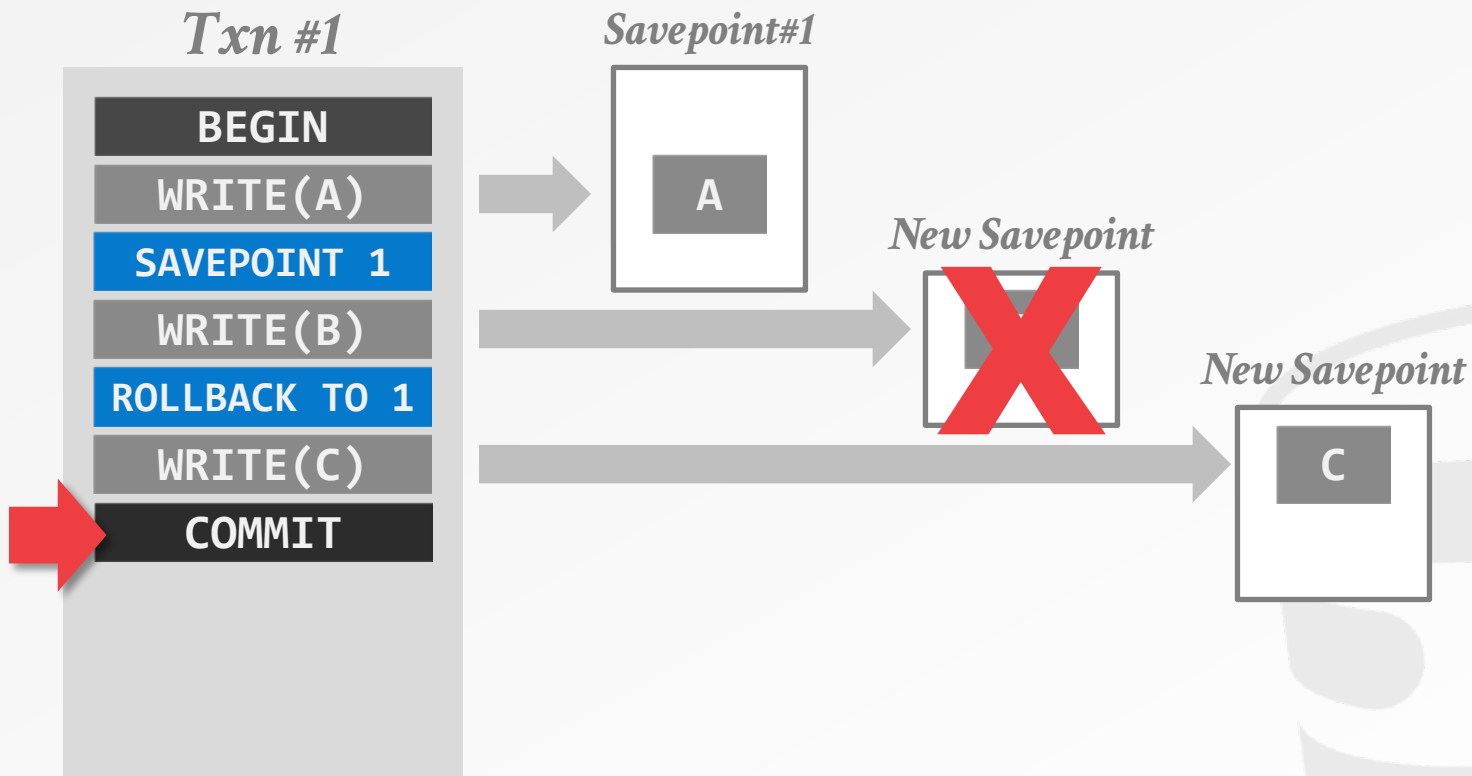 Txn #1
BEGIN
WRITE(A)
SAVEPOINT 1
WRITE(B)
ROLLBACK TO 1
WRITE(C)
COMMIT
Savepoint#1
A
New Savepoint
New Savepoint
C